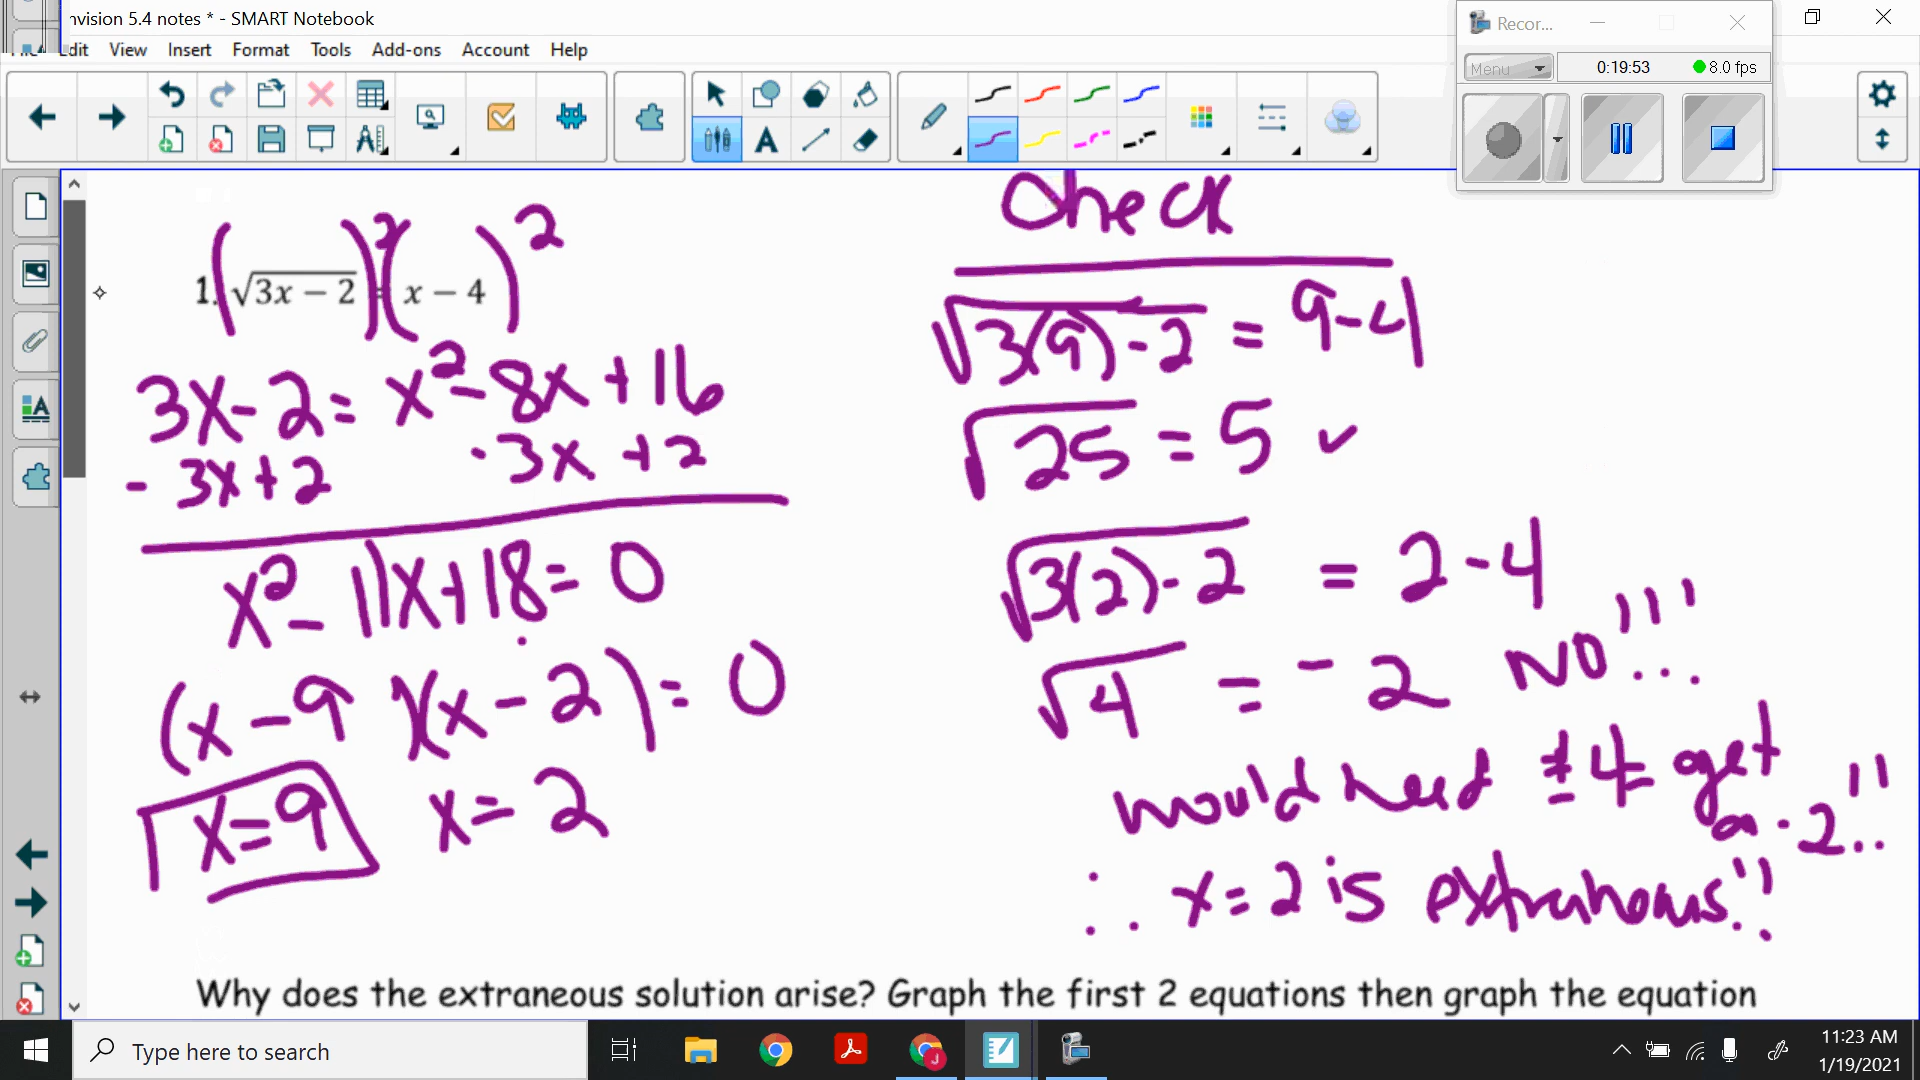 nvision 5.4 notes * - SMART Notebook
Edit View Insert Format Tools Add-ons Account Help
Recor...
Menu 0:19:53 8.0 fps
A
Check
1. (√3x − 2)² = (x − 4)²
√3(9) - 2 = 9-4
3x - 2 = x² - 8x + 16
- 3x + 2 - 3x + 2
√25 = 5 ✓
x² - 11x + 18 = 0
√3(2) - 2 = 2 - 4
(x - 9)(x - 2) = 0
√4 = -2 NO!!!
x = 9 x = 2
would need ± 4 get
a -2!!
∴ x = 2 is extraneous!!
Why does the extraneous solution arise? Graph the first 2 equations then graph the equation
Type here to search
J
11:23 AM
1/19/2021